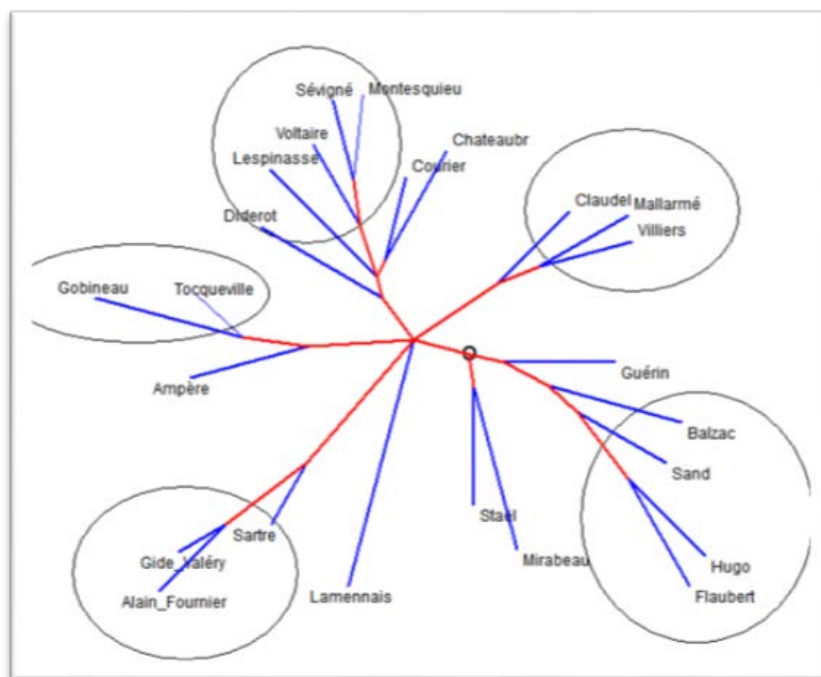 Sévigné
Montesquieu
Voltaire
Chateaubr
Lespinasse
Courier
Claudel
Mallarmé
Diderot
Villiers
Gobineau
Tocqueville
Guérin
Ampère
Balzac
Sand
Stael
Sartre
Mirabeau
Gide_Valéry
Hugo
Alain_Fournier
Lamennais
Flaubert